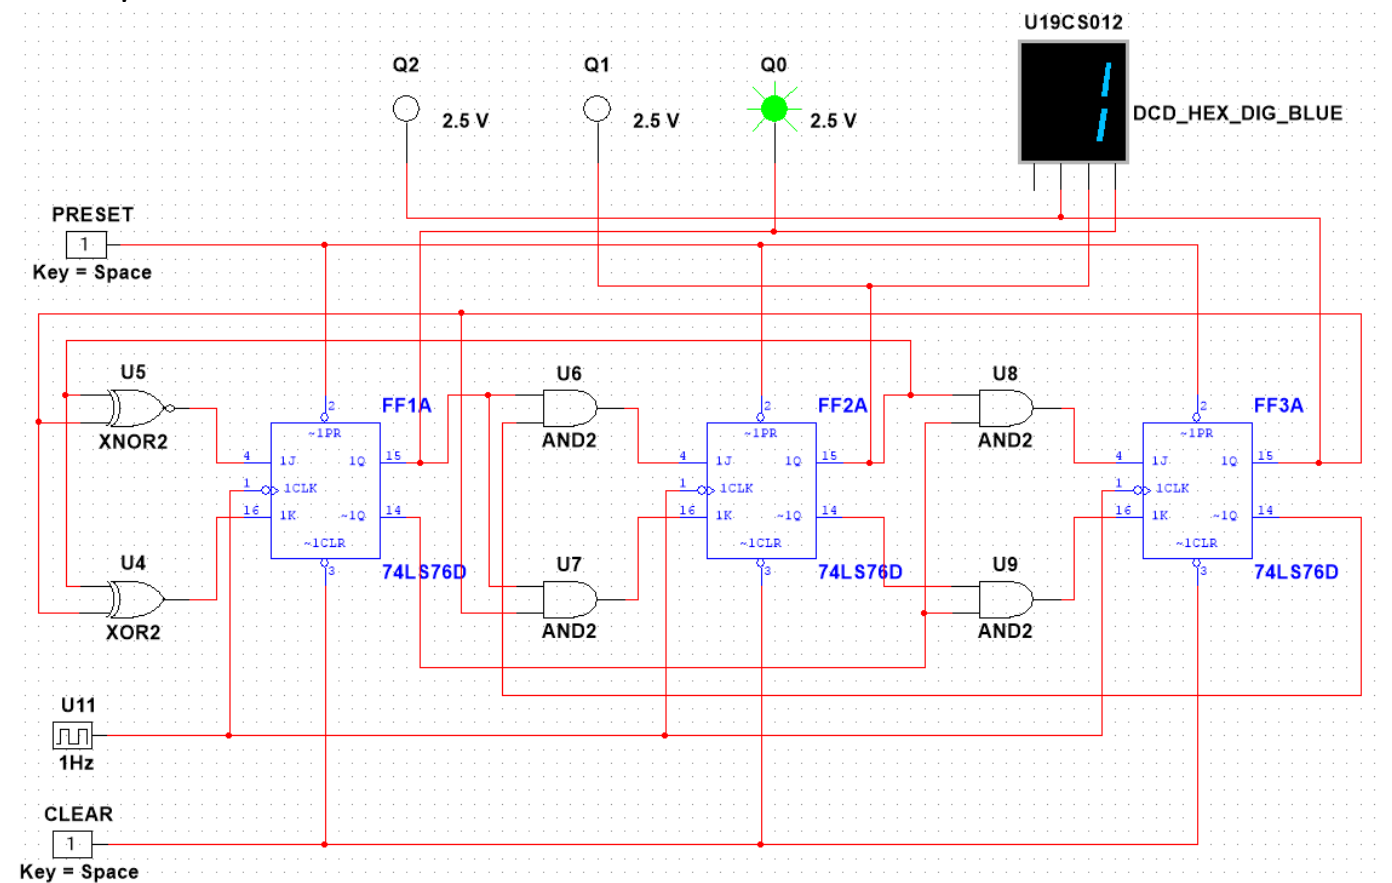 U19CS012
Q2
Q1
Q0
2.5 V
2.5 V
2.5 V
DCD_HEX_DIG_BLUE
PRESET
1
Key = Space
U5
XNOR2
U6
AND2
U8
AND2
FF1A
2
~1PR
4
1J
1Q
15
1
1CLK
16
1K
~1Q
14
~1CLR
3
74LS76D
FF2A
2
~1PR
4
1J
1Q
15
1
1CLK
16
1K
~1Q
14
~1CLR
3
74LS76D
FF3A
2
~1PR
4
1J
1Q
15
1
1CLK
16
1K
~1Q
14
~1CLR
3
74LS76D
U4
XOR2
U7
AND2
U9
AND2
U11
1Hz
CLEAR
1
Key = Space